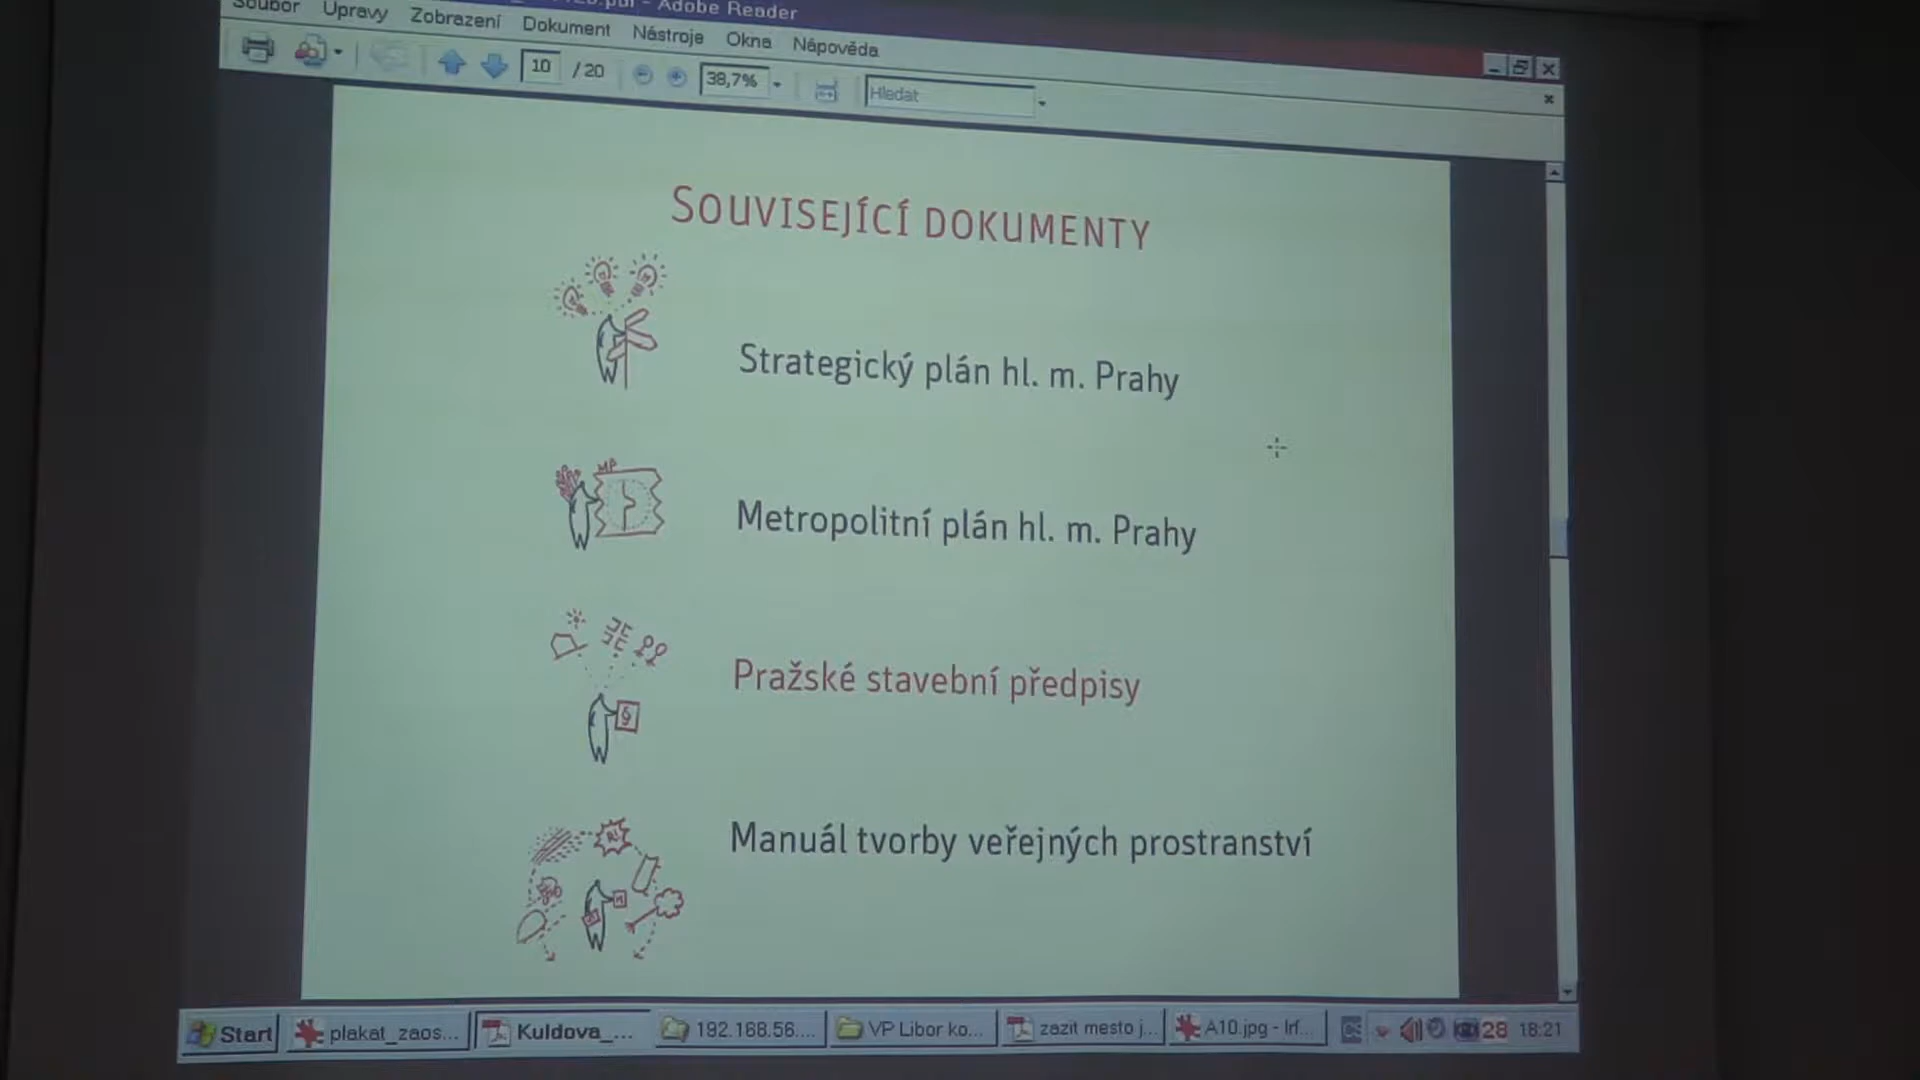 - Adobe Reader
Soubor Úpravy Zobrazení Dokument Nástroje Okna Nápověda
10 / 20 38,7% Hledat
SOUVISEJÍCÍ DOKUMENTY
Strategický plán hl. m. Prahy
MP
Metropolitní plán hl. m. Prahy
§
Pražské stavební předpisy
Manuál tvorby veřejných prostranství
Start plakat_zaos... Kuldova_... 192.168.56.... VP Libor ko... zazit mesto j... A10.jpg - Irf... CS 28 18:21